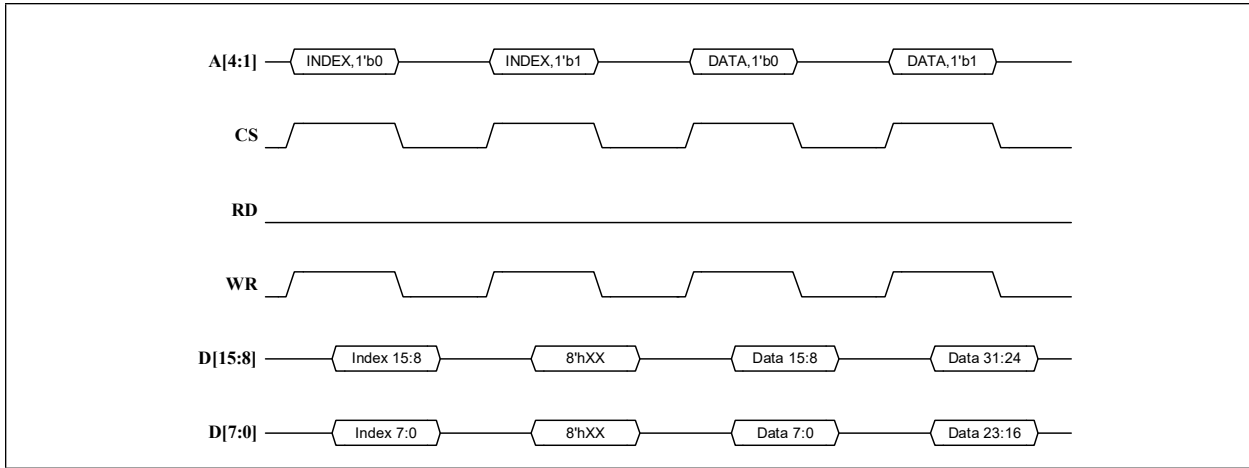 A[4:1] INDEX,1'b0 INDEX,1'b1 DATA,1'b0 DATA,1'b1
CS
RD
WR
D[15:8] Index 15:8 8'hXX Data 15:8 Data 31:24
D[7:0] Index 7:0 8'hXX Data 7:0 Data 23:16